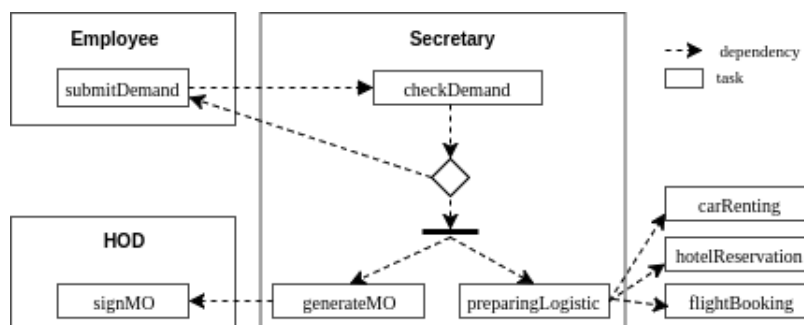 Employee
submitDemand
Secretary
checkDemand
dependency
task
HOD
signMO
generateMO
preparingLogistic
carRenting
hotelReservation
flightBooking